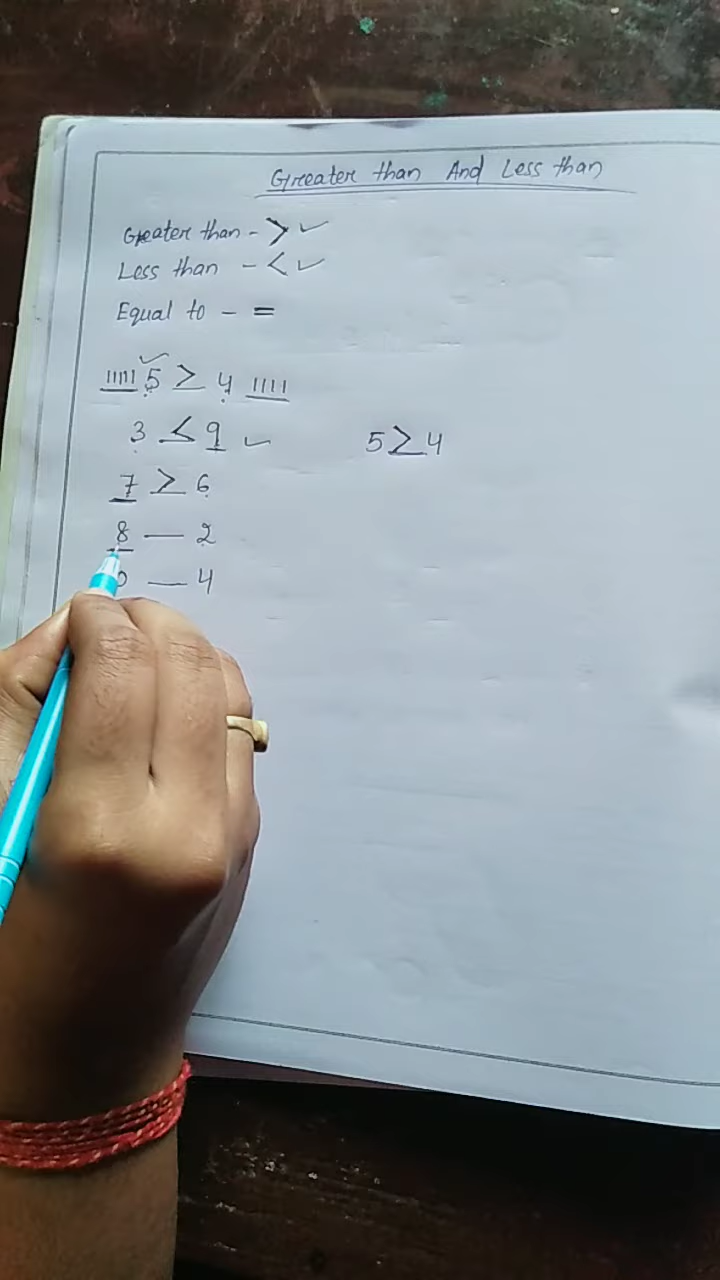 Greater than And Less than
Greater than - > ✓
Less than - < ✓
Equal to - =
||||| 5 > 4 ||||
3 < 9 ✓
5 > 4
7 > 6
8 — 2
— 4